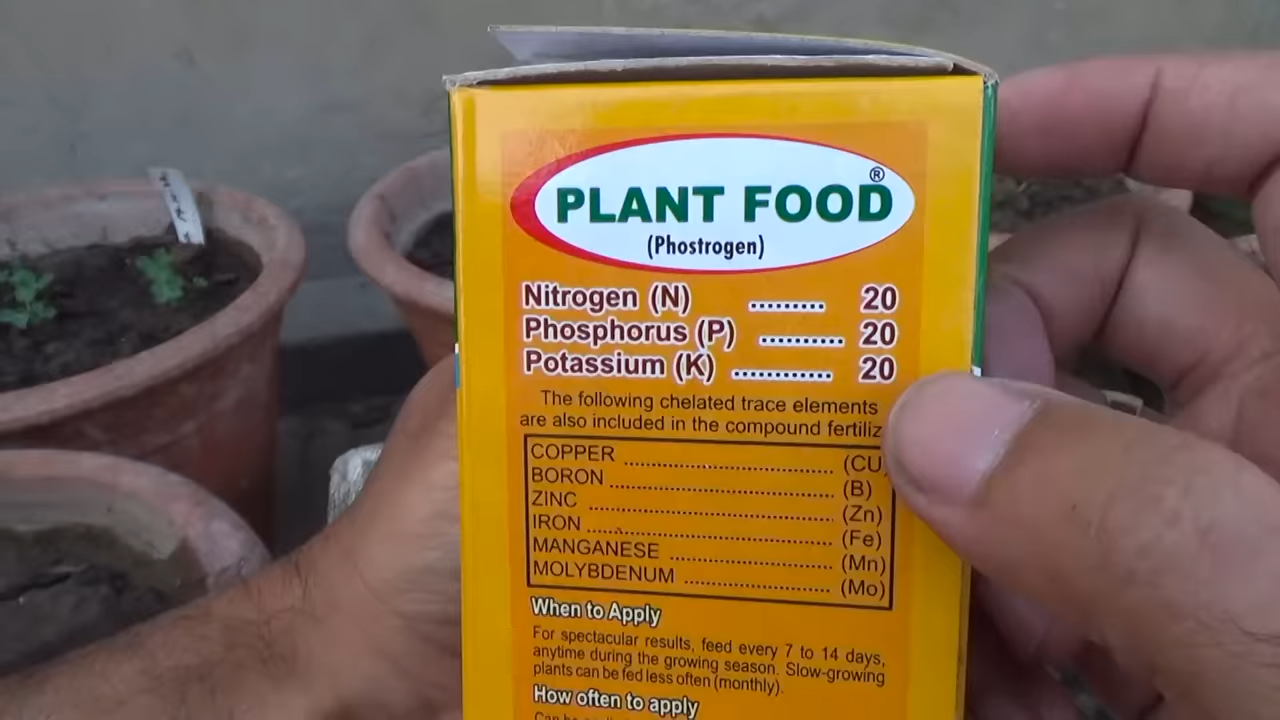 PLANT FOOD®
(Phostrogen)
Nitrogen (N) ......... 20
Phosphorus (P) .......... 20
Potassium (K) ........... 20
The following chelated trace elements
are also included in the compound fertiliz
COPPER ........................................ (CU)
BORON ........................................... (B)
ZINC ............................................... (Zn)
IRON .............................................. (Fe)
MANGANESE ................................ (Mn)
MOLYBDENUM ............................. (Mo)
When to Apply
For spectacular results, feed every 7 to 14 days,
anytime during the growing season. Slow-growing
plants can be fed less often (monthly).
How often to apply
Can be